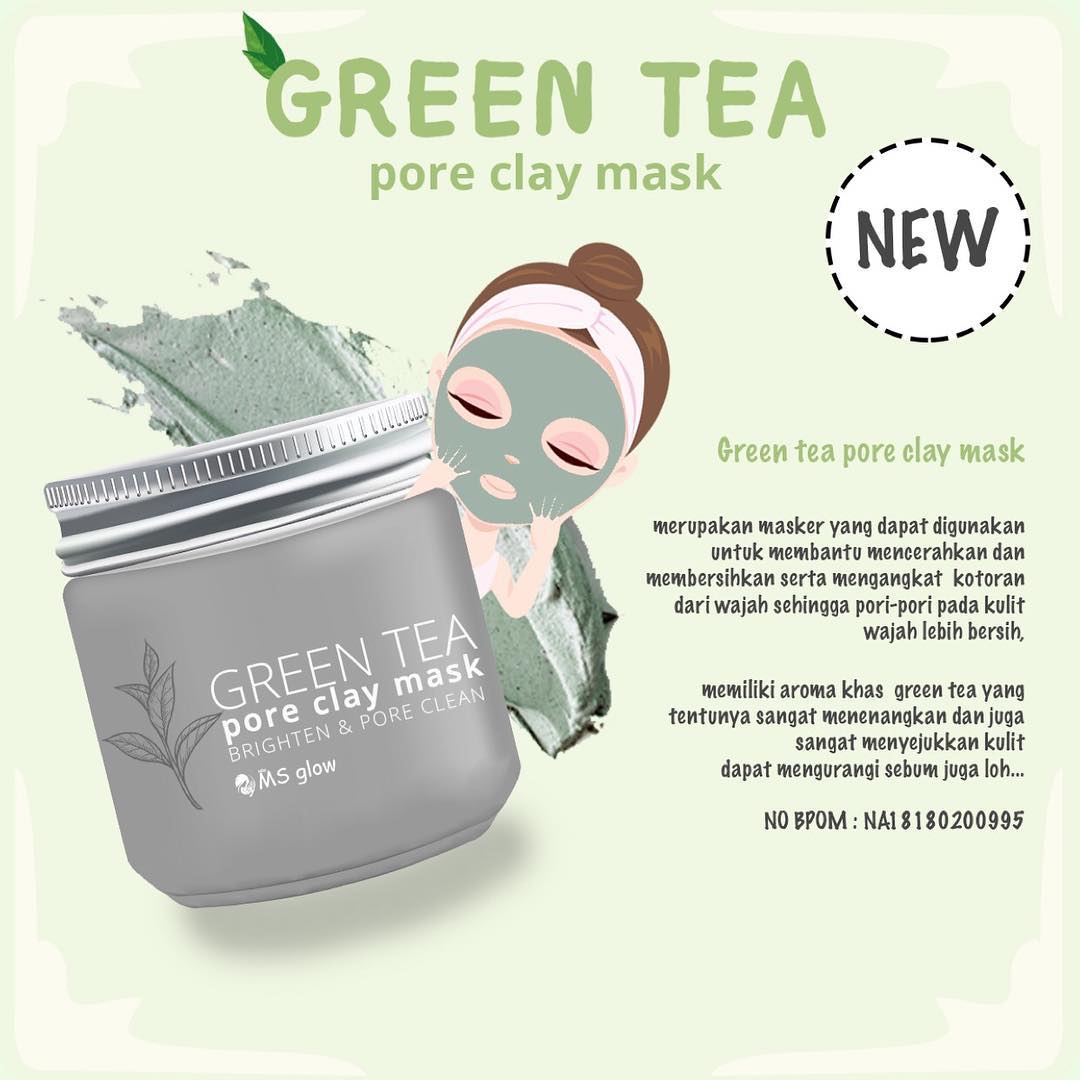 GREEN TEA
pore clay mask
NEW
Green tea pore clay mask
merupakan masker yang dapat digunakan
untuk membantu mencerahkan dan
membersihkan serta mengangkat kotoran
dari wajah sehingga pori-pori pada kulit
wajah lebih bersih,
memiliki aroma khas green tea yang
tentunya sangat menenangkan dan juga
sangat menyejukkan kulit
dapat mengurangi sebum juga loh...
NO BPOM : NA18180200995
GREEN TEA
pore clay mask
BRIGHTEN & PORE CLEAN
MS glow